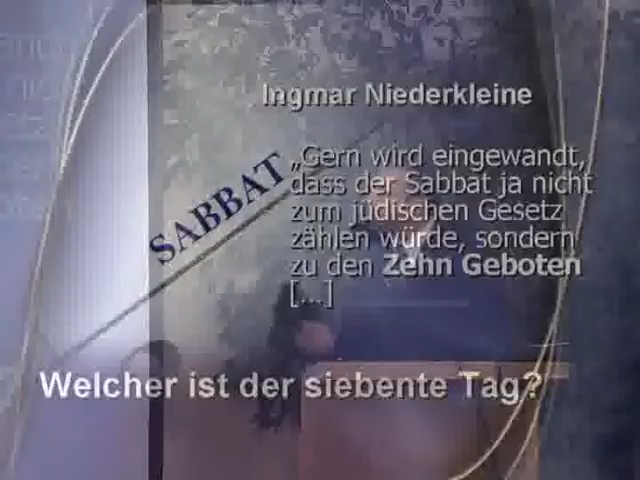 Ingmar Niederkleine
SABBAT
„Gern wird eingewandt,
dass der Sabbat ja nicht
zum jüdischen Gesetz
zählen würde, sondern
zu den Zehn Geboten
[...]
Welcher ist der siebente Tag?